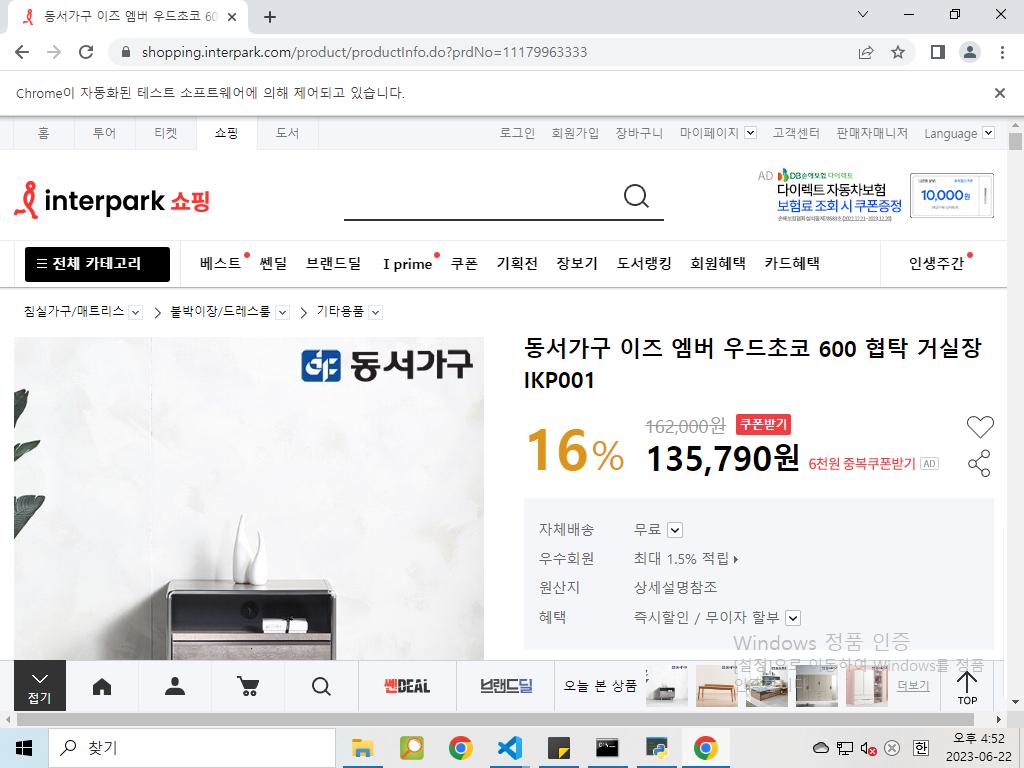 동서가구 이즈 엠버 우드초코 60
shopping.interpark.com/product/productInfo.do?prdNo=11179963333
Chrome이 자동화된 테스트 소프트웨어에 의해 제어되고 있습니다.
홈 투어 티켓 쇼핑 도서 로그인 회원가입 장바구니 마이페이지 고객센터 판매자매니저 Language
interpark 쇼핑
AD DB손해보험 다이렉트
다이렉트 자동차보험
보험료 조회 시 쿠폰증정
10,000원
전체 카테고리 베스트 쎈딜 브랜드딜 I prime 쿠폰 기획전 장보기 도서랭킹 회원혜택 카드혜택 인생주간
침실가구/매트리스 붙박이장/드레스룸 기타용품
동서가구
동서가구 이즈 엠버 우드초코 600 협탁 거실장
IKP001
16% 162,000원 쿠폰받기
135,790원 6천원 중복쿠폰받기 AD
자체배송 무료
우수회원 최대 1.5% 적립
원산지 상세설명참조
혜택 즉시할인 / 무이자 할부
Windows 정품 인증
[설정]으로 이동하여 Windows를 정품
접기 쎈DEAL 브랜드딜 오늘 본 상품 더보기 TOP
찾기
오후 4:52
한
2023-06-22